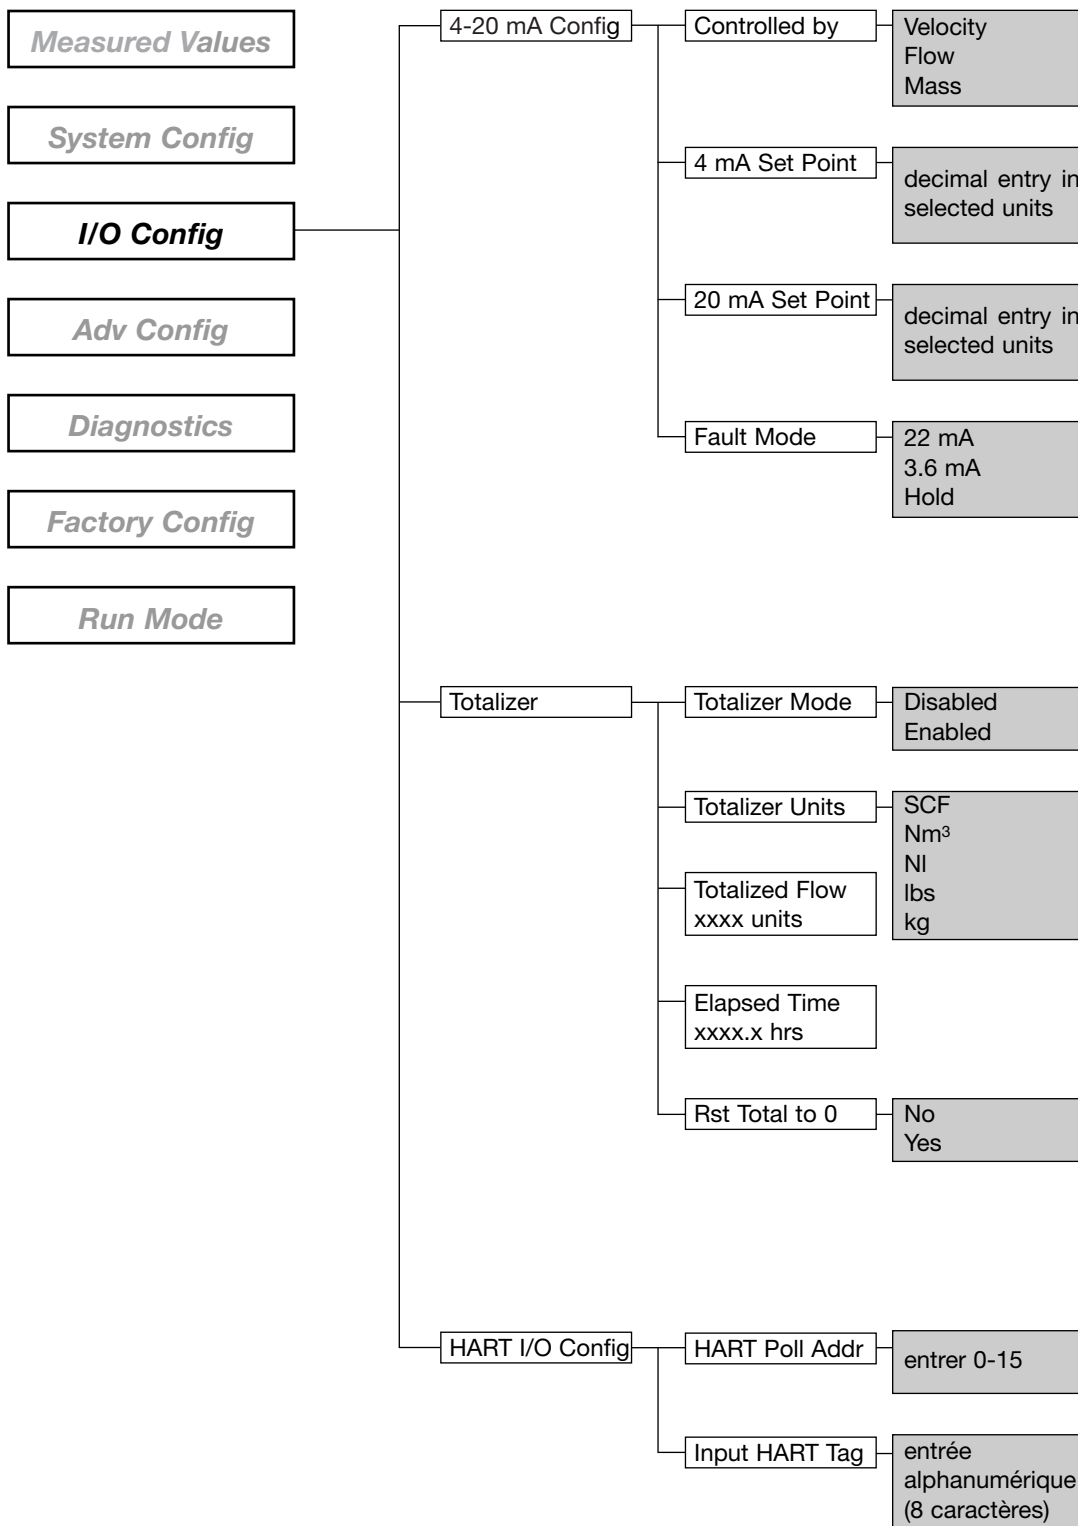 Measured Values
System Config
I/O Config
Adv Config
Diagnostics
Factory Config
Run Mode
4-20 mA Config
Controlled by
Velocity
Flow
Mass
4 mA Set Point
decimal entry in
selected units
20 mA Set Point
decimal entry in
selected units
Fault Mode
22 mA
3.6 mA
Hold
Totalizer
Totalizer Mode
Disabled
Enabled
Totalizer Units
SCF
Nm³
Nl
lbs
kg
Totalized Flow
xxxx units
Elapsed Time
xxxx.x hrs
Rst Total to 0
No
Yes
HART I/O Config
HART Poll Addr
entrer 0-15
Input HART Tag
entrée
alphanumérique
(8 caractères)